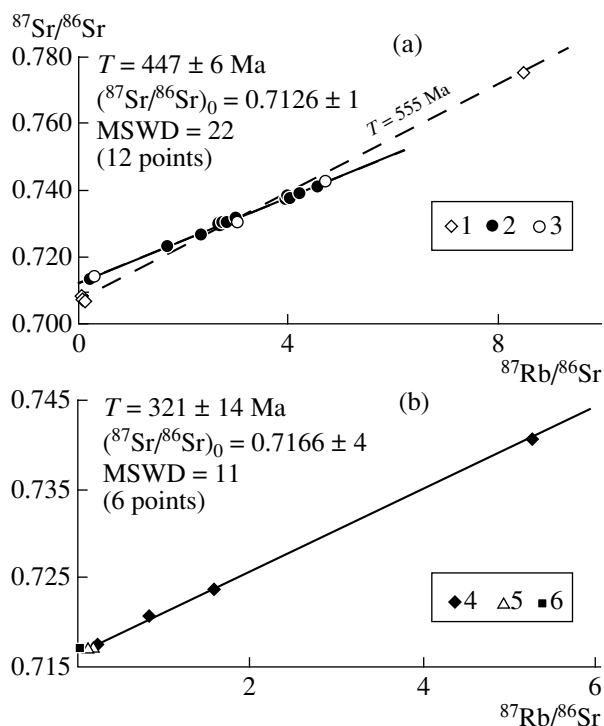 ⁸⁷Sr/⁸⁶Sr
(a)
T = 447 ± 6 Ma
(⁸⁷Sr/⁸⁶Sr)₀ = 0.7126 ± 1
MSWD = 22
(12 points)
T = 555 Ma
0.780
0.760
0.740
0.720
0.700
1 2 3
0 4 8
⁸⁷Rb/⁸⁶Sr
(b)
T = 321 ± 14 Ma
(⁸⁷Sr/⁸⁶Sr)₀ = 0.7166 ± 4
MSWD = 11
(6 points)
0.745
0.735
0.725
0.715
4 5 6
2 4 6
⁸⁷Rb/⁸⁶Sr